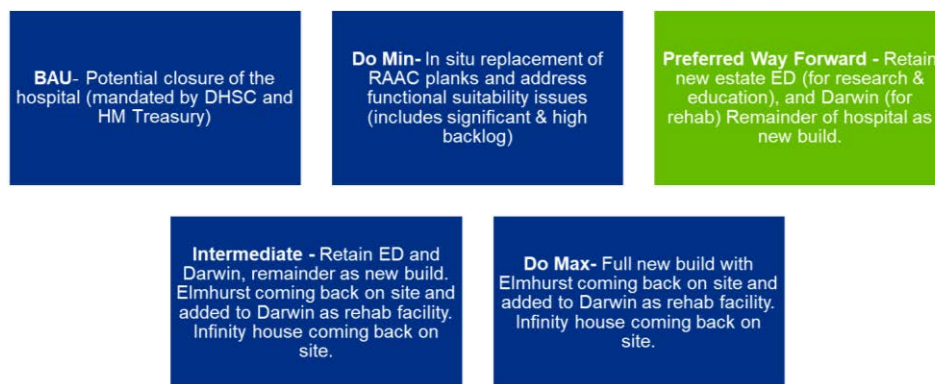 BAU- Potential closure of the
hospital (mandated by DHSC and
HM Treasury)
Do Min- In situ replacement of
RAAC planks and address
functional suitability issues
(includes significant & high
backlog)
Preferred Way Forward - Retain
new estate ED (for research &
education), and Darwin (for
rehab) Remainder of hospital as
new build.
Intermediate - Retain ED and
Darwin, remainder as new build.
Elmhurst coming back on site and
added to Darwin as rehab facility.
Infinity house coming back on
site.
Do Max- Full new build with
Elmhurst coming back on site and
added to Darwin as rehab facility.
Infinity house coming back on
site.